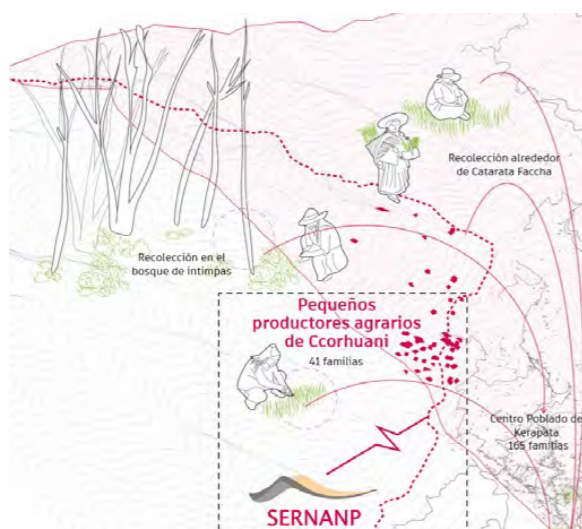 Recolección alrededor
de Catarata Faccha
Recolección en el
bosque de intimpas
Pequeños
productores agrarios
de Ccorhuani
41 familias
Centro Poblado de
Kerapata
165 familias
SERNANP